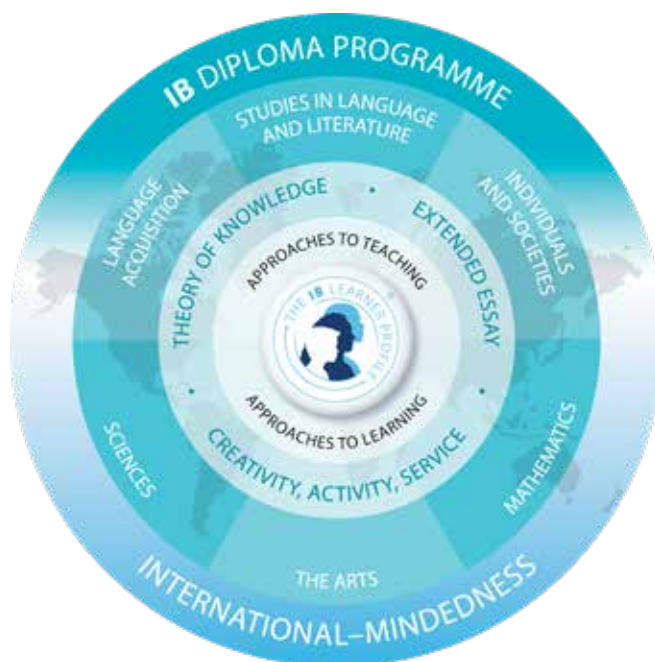 IB DIPLOMA PROGRAMME
STUDIES IN LANGUAGE
AND LITERATURE
LANGUAGE
ACQUISITION
INDIVIDUALS
AND SOCIETIES
THEORY OF KNOWLEDGE
•
EXTENDED ESSAY
APPROACHES TO TEACHING
THE IB LEARNER PROFILE
®
APPROACHES TO LEARNING
•
•
CREATIVITY, ACTIVITY, SERVICE
SCIENCES
MATHEMATICS
THE ARTS
INTERNATIONAL–MINDEDNESS